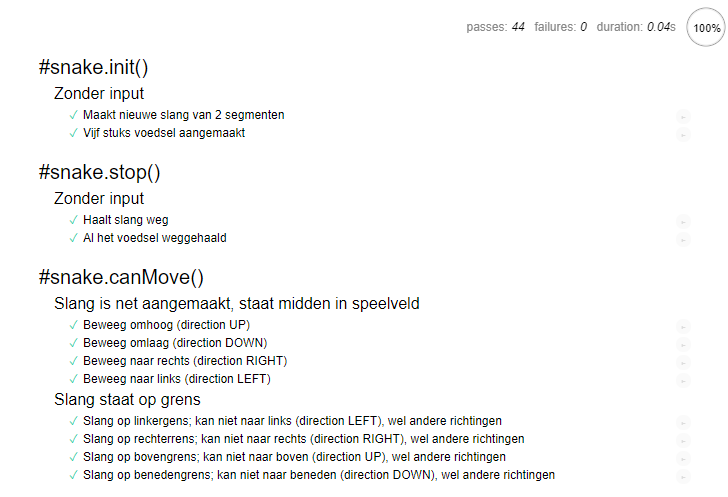 passes: 44 failures: 0 duration: 0.04s 100%
#snake.init()
Zonder input
✓ Maakt nieuwe slang van 2 segmenten
✓ Vijf stuks voedsel aangemaakt
#snake.stop()
Zonder input
✓ Haalt slang weg
✓ Al het voedsel weggehaald
#snake.canMove()
Slang is net aangemaakt, staat midden in speelveld
✓ Beweeg omhoog (direction UP)
✓ Beweeg omlaag (direction DOWN)
✓ Beweeg naar rechts (direction RIGHT)
✓ Beweeg naar links (direction LEFT)
Slang staat op grens
✓ Slang op linkergens; kan niet naar links (direction LEFT), wel andere richtingen
✓ Slang op rechterrens; kan niet naar rechts (direction RIGHT), wel andere richtingen
✓ Slang op bovengrens; kan niet naar boven (direction UP), wel andere richtingen
✓ Slang op benedengrens; kan niet naar beneden (direction DOWN), wel andere richtingen